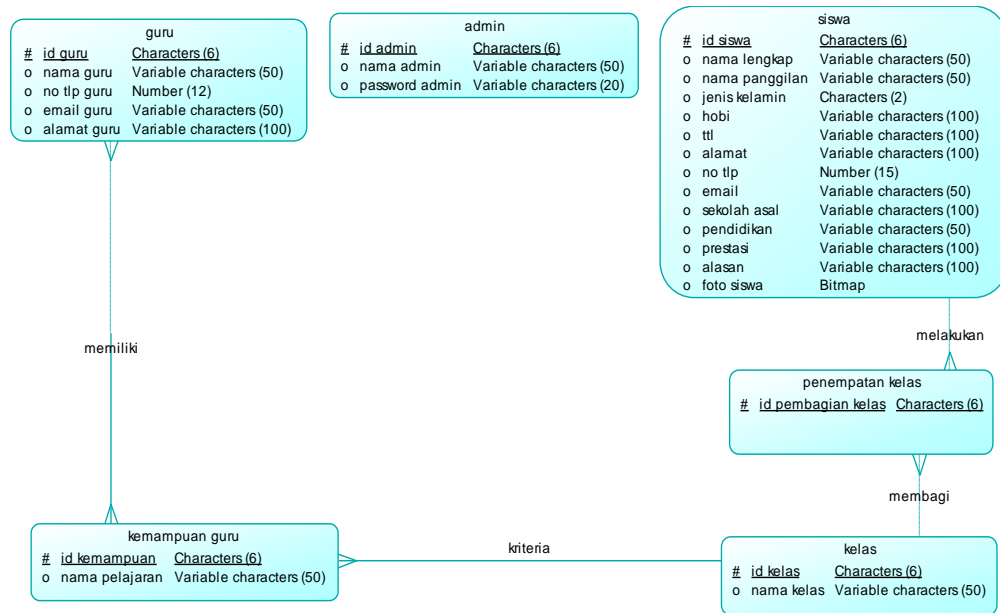 guru
# id guru Characters (6)
o nama guru Variable characters (50)
o no tlp guru Number (12)
o email guru Variable characters (50)
o alamat guru Variable characters (100)
admin
# id admin Characters (6)
o nama admin Variable characters (50)
o password admin Variable characters (20)
siswa
# id siswa Characters (6)
o nama lengkap Variable characters (50)
o nama panggilan Variable characters (50)
o jenis kelamin Characters (2)
o hobi Variable characters (100)
o ttl Variable characters (100)
o alamat Variable characters (100)
o no tlp Number (15)
o email Variable characters (50)
o sekolah asal Variable characters (100)
o pendidikan Variable characters (50)
o prestasi Variable characters (100)
o alasan Variable characters (100)
o foto siswa Bitmap
memiliki
melakukan
penempatan kelas
# id pembagian kelas Characters (6)
membagi
kemampuan guru
# id kemampuan Characters (6)
o nama pelajaran Variable characters (50)
kriteria
kelas
# id kelas Characters (6)
o nama kelas Variable characters (50)